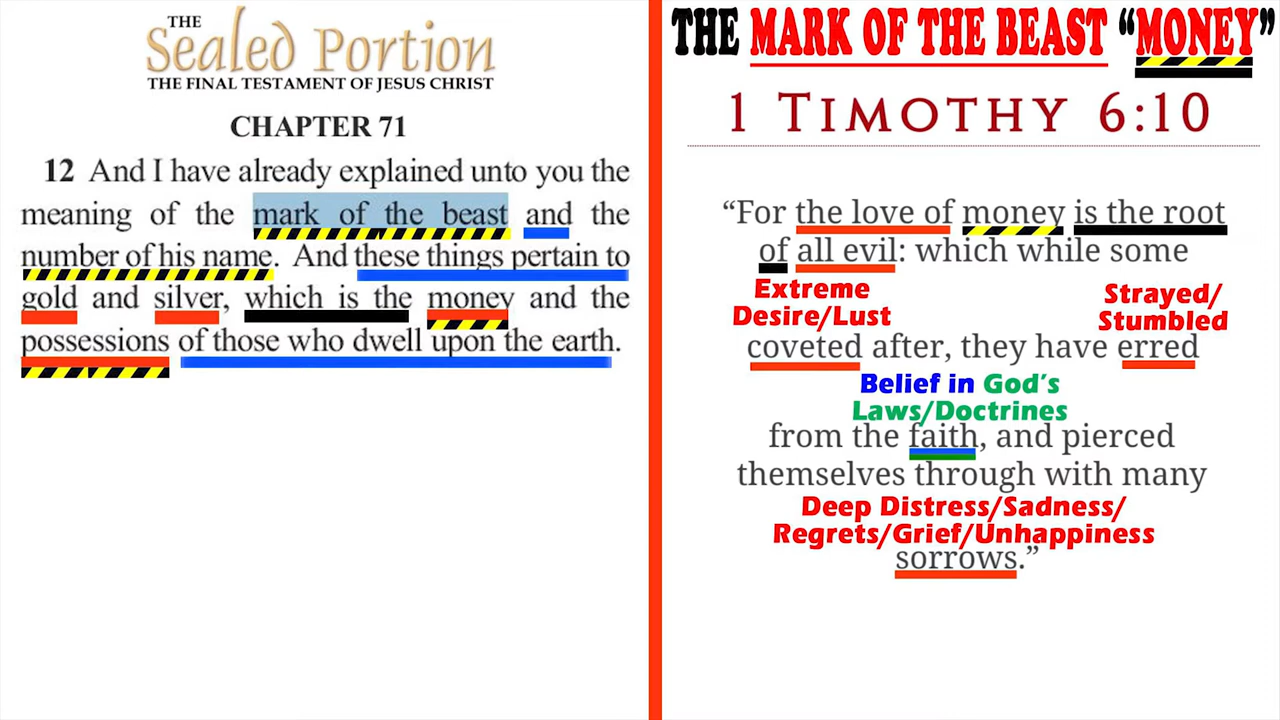 THE
Sealed Portion
THE FINAL TESTAMENT OF JESUS CHRIST
CHAPTER 71
12 And I have already explained unto you the
meaning of the mark of the beast and the
number of his name. And these things pertain to
gold and silver, which is the money and the
possessions of those who dwell upon the earth.
THE MARK OF THE BEAST “MONEY”
1 TIMOTHY 6:10
“For the love of money is the root
of all evil: which while some
Extreme Strayed/
Desire/Lust Stumbled
coveted after, they have erred
Belief in God's
Laws/Doctrines
from the faith, and pierced
themselves through with many
Deep Distress/Sadness/
Regrets/Grief/Unhappiness
sorrows.”